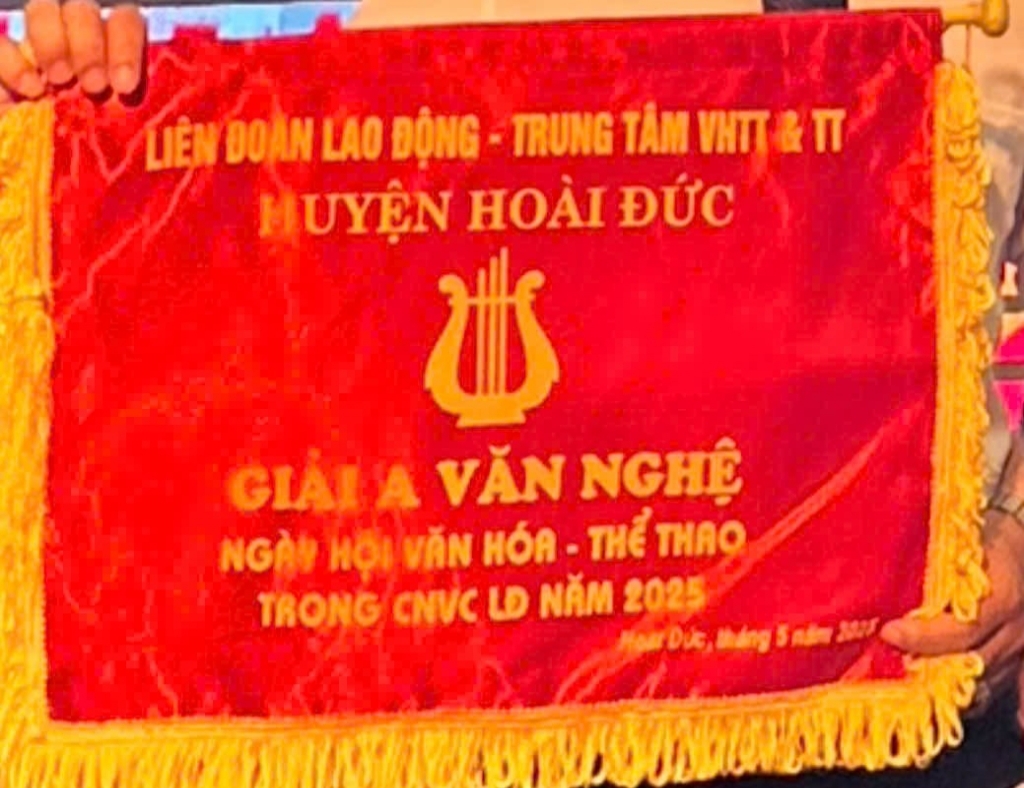 LIÊN ĐOÀN LAO ĐỘNG - TRUNG TÂM VHTT & TT
HUYỆN HOÀI ĐỨC
GIẢI A VĂN NGHỆ
NGÀY HỘI VĂN HÓA - THỂ THAO
TRONG CNVC LĐ NĂM 2025
Hoài Đức, tháng 5 năm 2025